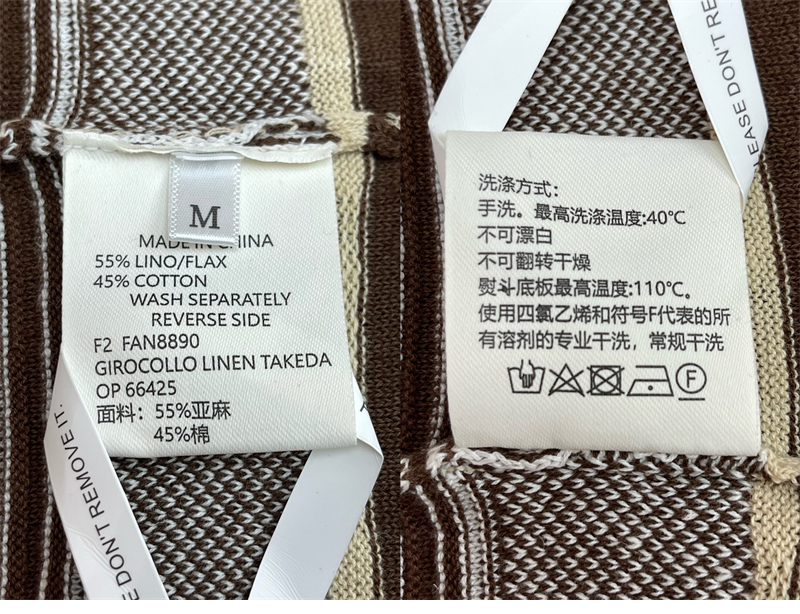 M
MADE IN CHINA
55% LINO/FLAX
45% COTTON
WASH SEPARATELY
REVERSE SIDE
F2 FAN8890
GIROCOLLO LINEN TAKEDA
OP 66425
面料：55%亚麻
45%棉
E DON'T REMOVE IT.
EASE DON'T RE
洗涤方式：
手洗。最高洗涤温度:40℃
不可漂白
不可翻转干燥
熨斗底板最高温度:110℃。
使用四氯乙烯和符号F代表的所
有溶剂的专业干洗，常规干洗
F